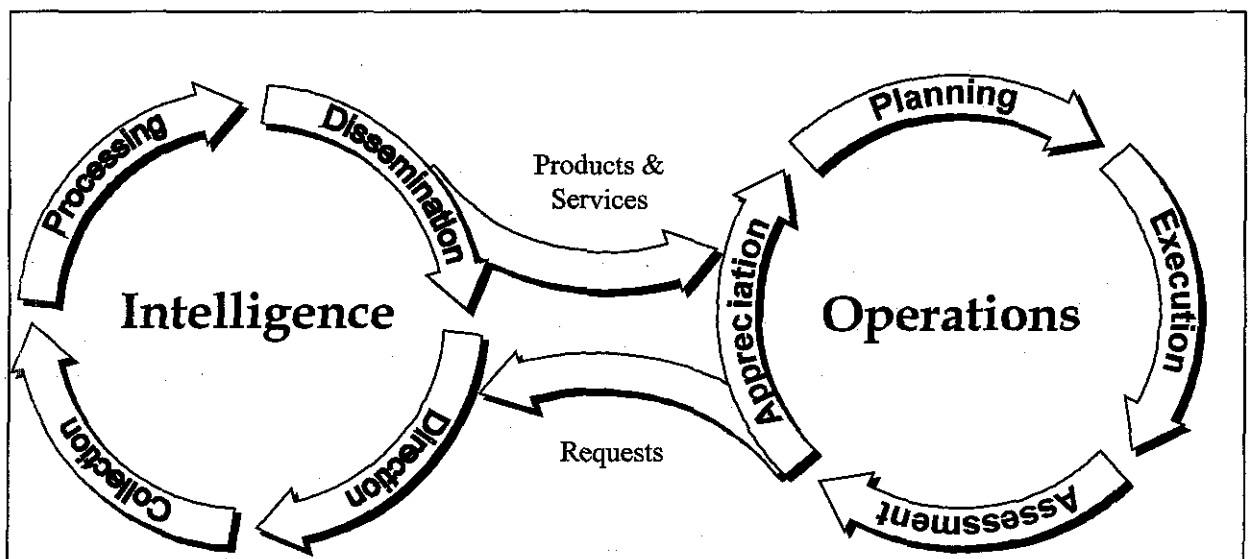 Processing
Dissemination
Products &
Services
Planning
Execution
Appreciation
Intelligence
Operations
Collection
Direction
Requests
Assessment